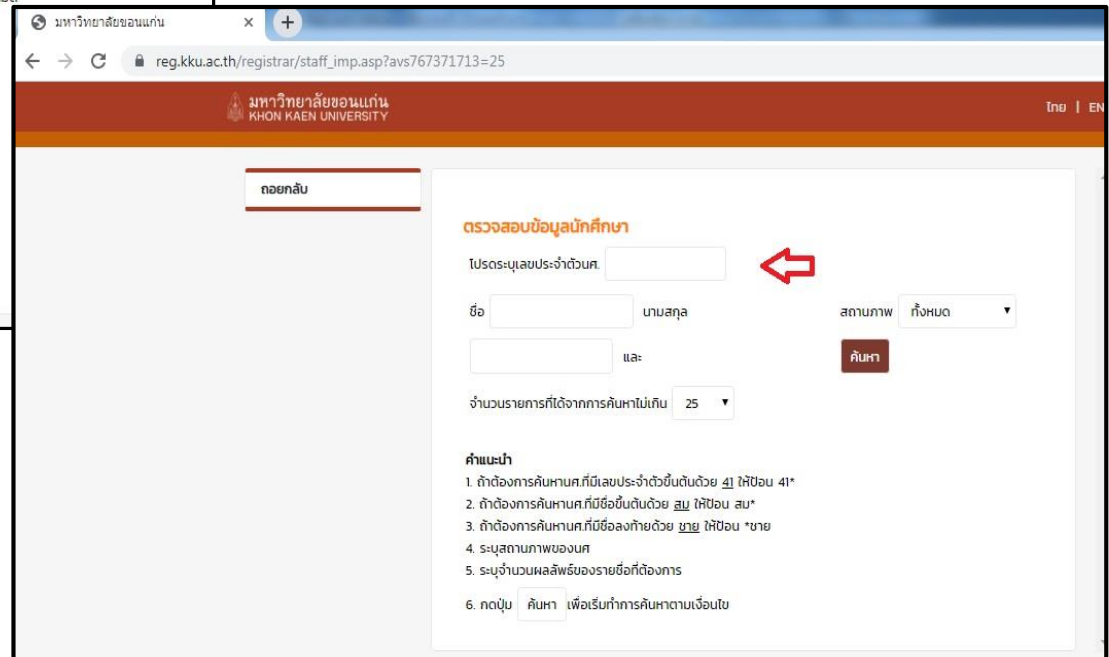 มหาวิทยาลัยขอนแก่น × +
reg.kku.ac.th/registrar/staff_imp.asp?avs767371713=25
มหาวิทยาลัยขอนแก่น
KHON KAEN UNIVERSITY
ไทย | EN
ถอยกลับ
ตรวจสอบข้อมูลนักศึกษา
โปรดระบุเลขประจำตัวนศ.
ชื่อ นามสกุล สถานภาพ ทั้งหมด
และ ค้นหา
จำนวนรายการที่ได้จากการค้นหาไม่เกิน 25
คำแนะนำ
1. ถ้าต้องการค้นหานศ.ที่มีเลขประจำตัวขึ้นต้นด้วย 41 ให้ป้อน 41*
2. ถ้าต้องการค้นหานศ.ที่มีชื่อขึ้นต้นด้วย สม ให้ป้อน สม*
3. ถ้าต้องการค้นหานศ.ที่มีชื่อลงท้ายด้วย ชาย ให้ป้อน *ชาย
4. ระบุสถานภาพของนศ
5. ระบุจำนวนผลลัพธ์ของรายชื่อที่ต้องการ
6. กดปุ่ม ค้นหา เพื่อเริ่มทำการค้นหาตามเงื่อนไข